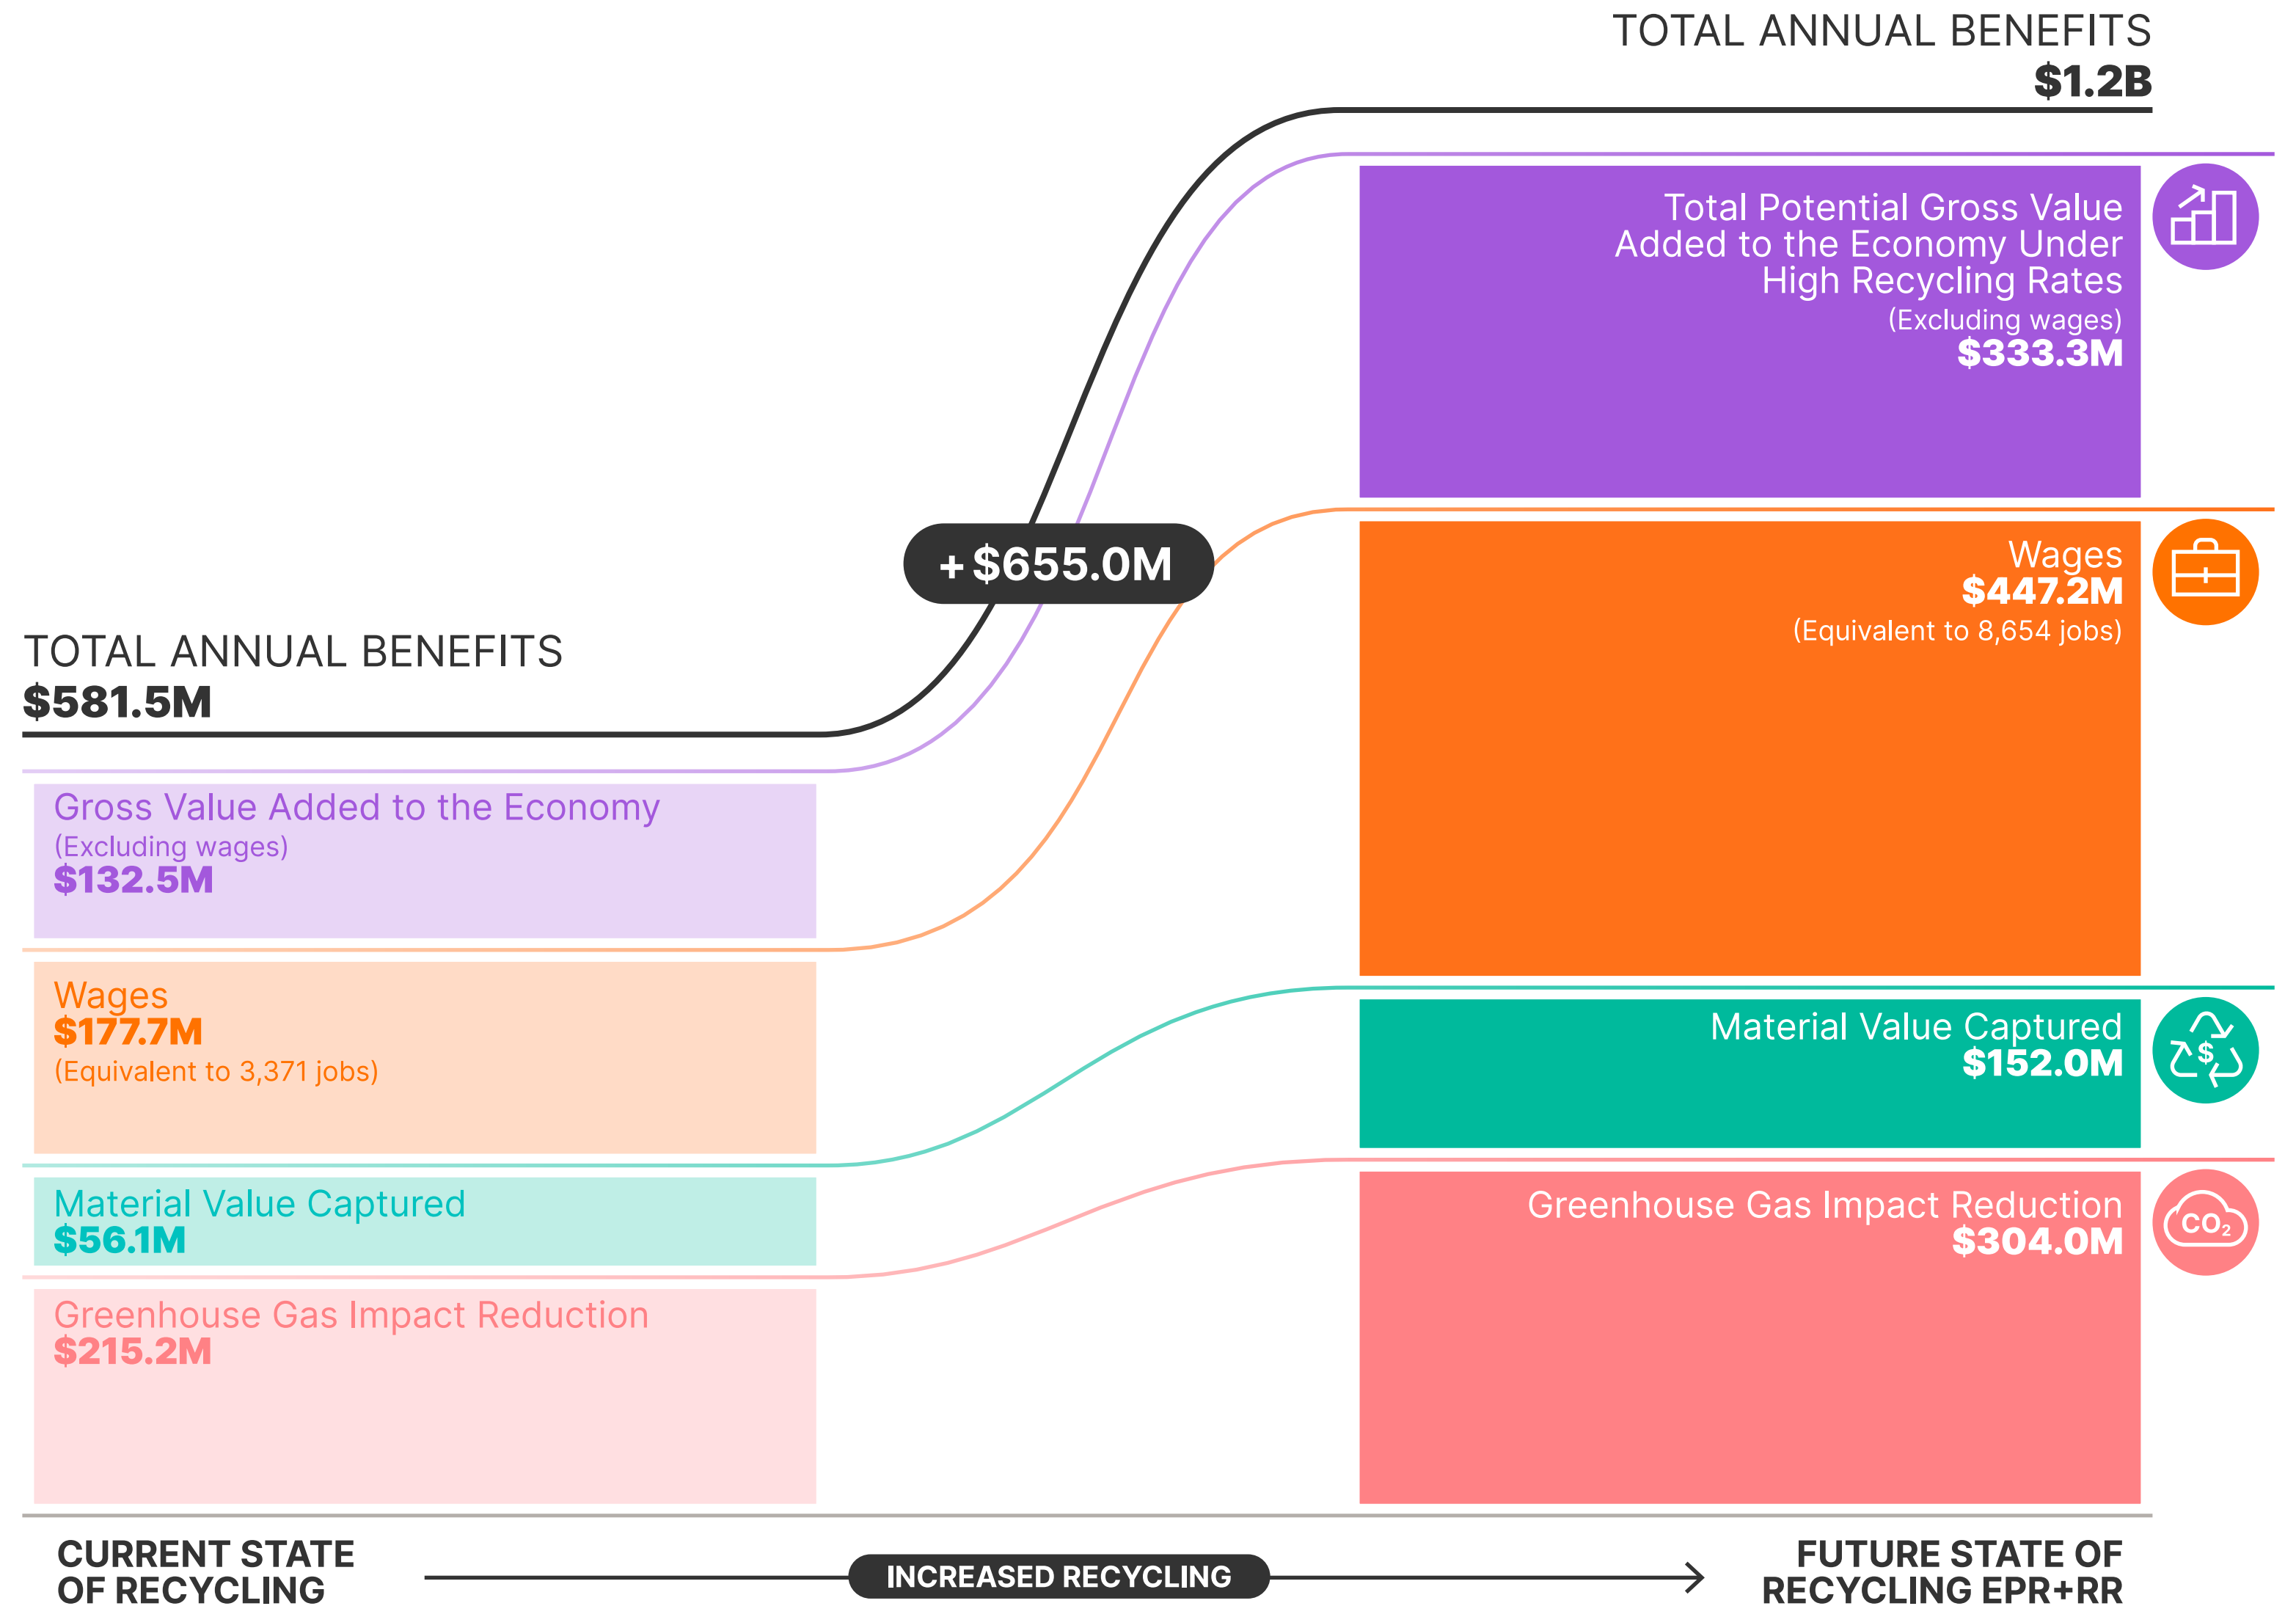 TOTAL ANNUAL BENEFITS
$1.2B
Total Potential Gross Value
Added to the Economy Under
High Recycling Rates
(Excluding wages)
$333.3M
Wages
$447.2M
(Equivalent to 8,654 jobs)
Material Value Captured
$152.0M
$
Greenhouse Gas Impact Reduction
$304.0M
CO₂
+$655.0M
TOTAL ANNUAL BENEFITS
$581.5M
Gross Value Added to the Economy
(Excluding wages)
$132.5M
Wages
$177.7M
(Equivalent to 3,371 jobs)
Material Value Captured
$56.1M
Greenhouse Gas Impact Reduction
$215.2M
CURRENT STATE
OF RECYCLING
INCREASED RECYCLING
FUTURE STATE OF
RECYCLING EPR+RR